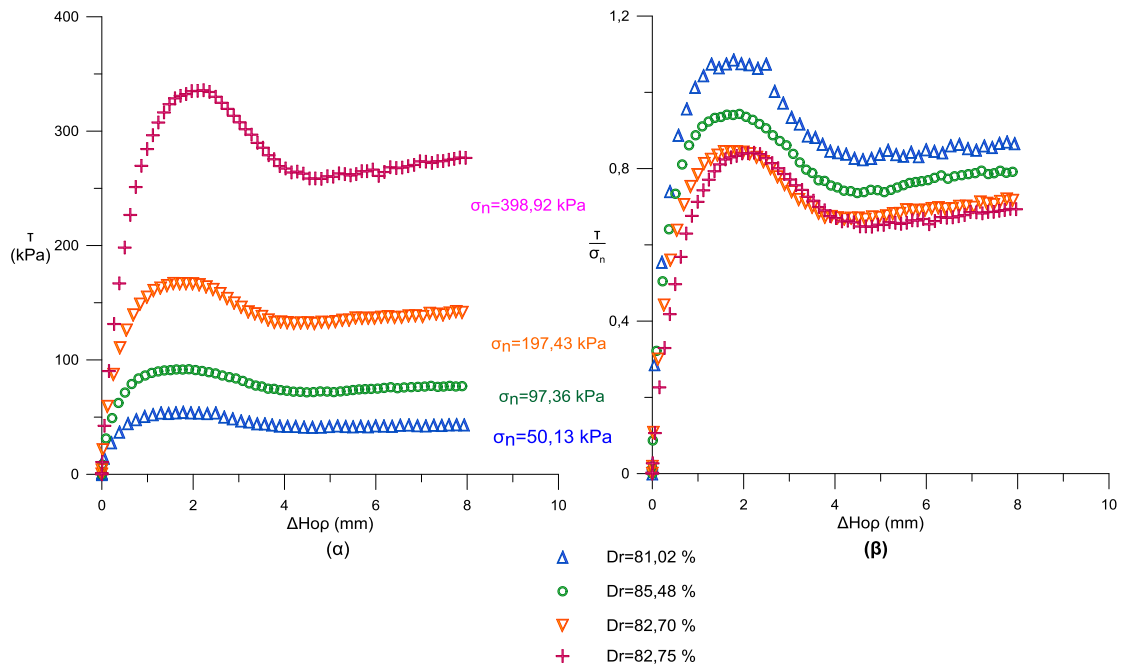 400
300
200
100
0
τ
(kPa)
σn=398,92 kPa
σn=197,43 kPa
σn=97,36 kPa
σn=50,13 kPa
0 2 4 6 8 10
ΔHορ (mm)
(α)
1,2
0,8
0,4
0
τ
σn
0 2 4 6 8 10
ΔHορ (mm)
(β)
Dr=81,02 %
Dr=85,48 %
Dr=82,70 %
Dr=82,75 %